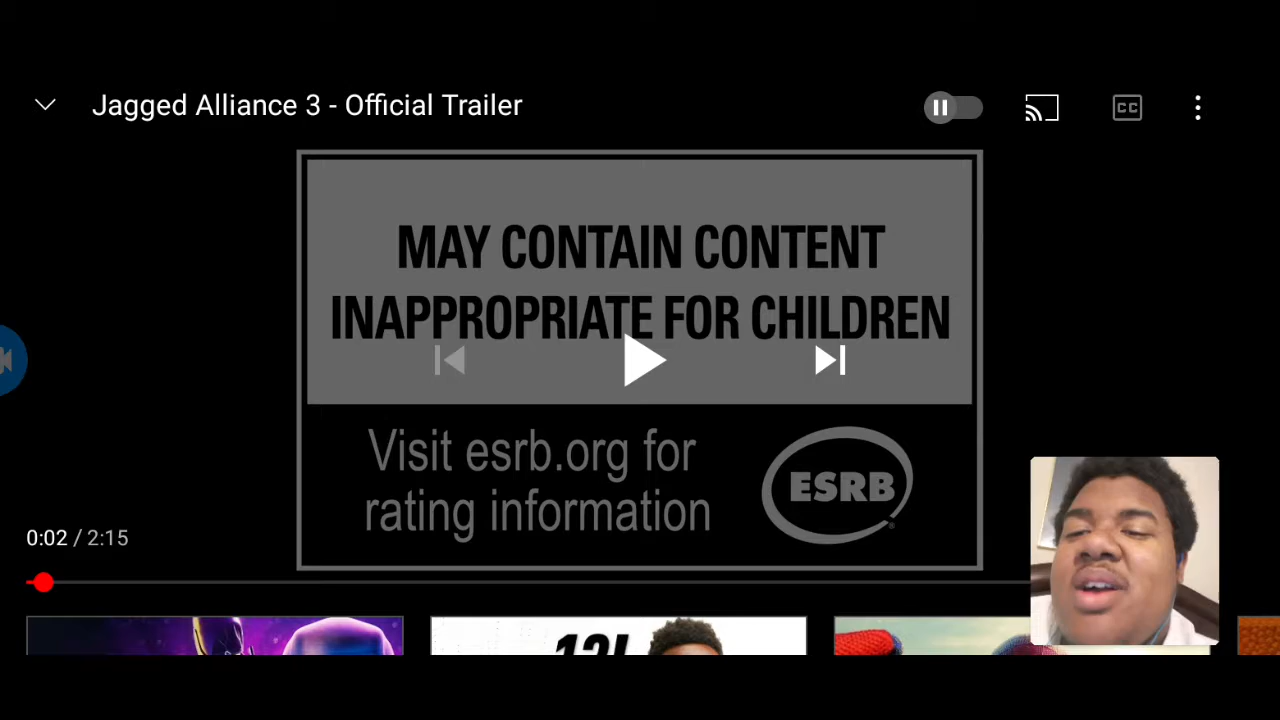 Jagged Alliance 3 - Official Trailer
CC
MAY CONTAIN CONTENT
INAPPROPRIATE FOR CHILDREN
Visit esrb.org for
rating information
ESRB
0:02 / 2:15